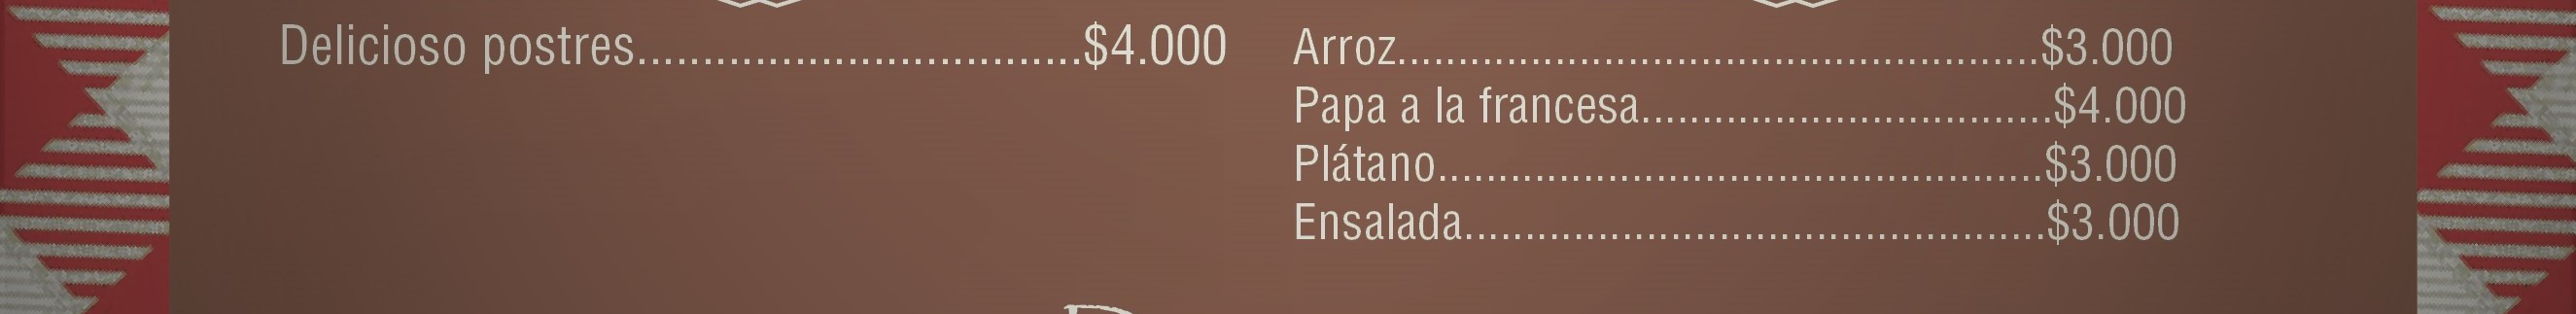 Delicioso postres..................................$4.000
Arroz.....................................................$3.000
Papa a la francesa..................................$4.000
Plátano..................................................$3.000
Ensalada................................................$3.000